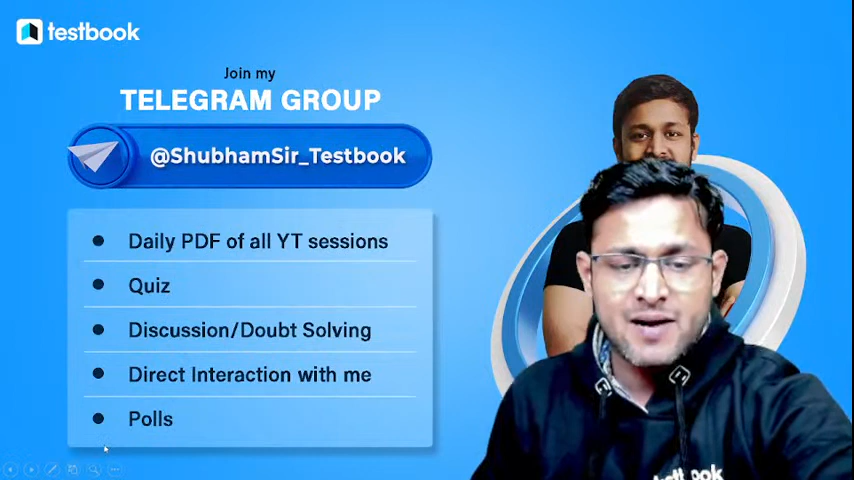 testbook
Join my
TELEGRAM GROUP
@ShubhamSir_Testbook
Daily PDF of all YT sessions
Quiz
Discussion/Doubt Solving
Direct Interaction with me
Polls